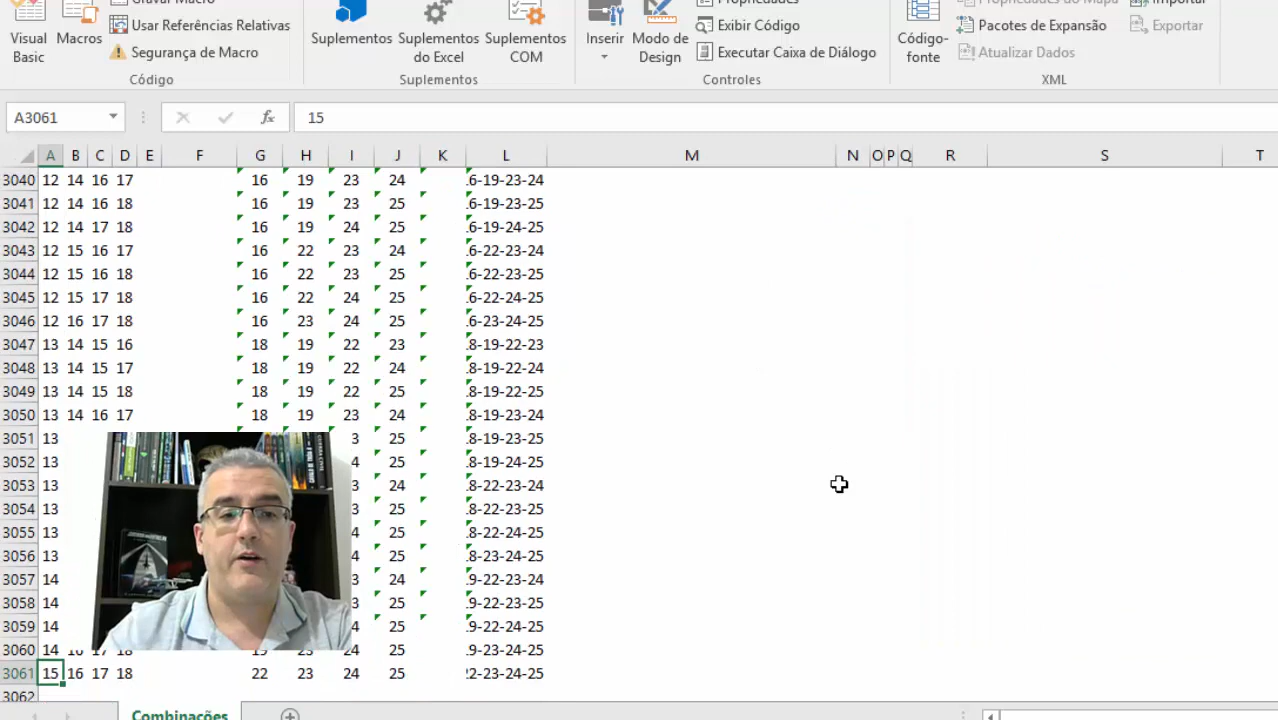 Gravar Macro
Usar Referências Relativas
Segurança de Macro
Visual Basic
Macros
Código
Suplementos
Suplementos do Excel
Suplementos COM
Suplementos
Inserir
Modo de Design
Propriedades
Exibir Código
Executar Caixa de Diálogo
Controles
Código-fonte
Propriedades do Mapa
Pacotes de Expansão
Atualizar Dados
Importar
Exportar
XML
A3061 fx 15
A B C D E F G H I J K L M N O P Q R S T
3040 12 14 16 17 16 19 23 24 6-19-23-24
3041 12 14 16 18 16 19 23 25 6-19-23-25
3042 12 14 17 18 16 19 24 25 6-19-24-25
3043 12 15 16 17 16 22 23 24 6-22-23-24
3044 12 15 16 18 16 22 23 25 6-22-23-25
3045 12 15 17 18 16 22 24 25 6-22-24-25
3046 12 16 17 18 16 23 24 25 6-23-24-25
3047 13 14 15 16 18 19 22 23 8-19-22-23
3048 13 14 15 17 18 19 22 24 8-19-22-24
3049 13 14 15 18 18 19 22 25 8-19-22-25
3050 13 14 16 17 18 19 23 24 8-19-23-24
3051 13 3 25 8-19-23-25
3052 13 4 25 8-19-24-25
3053 13 3 24 8-22-23-24
3054 13 3 25 8-22-23-25
3055 13 4 25 8-22-24-25
3056 13 4 25 8-23-24-25
3057 14 3 24 9-22-23-24
3058 14 3 25 9-22-23-25
3059 14 4 25 9-22-24-25
3060 14 16 17 18 19 23 24 25 9-23-24-25
3061 15 16 17 18 22 23 24 25 2-23-24-25
3062
Combinações